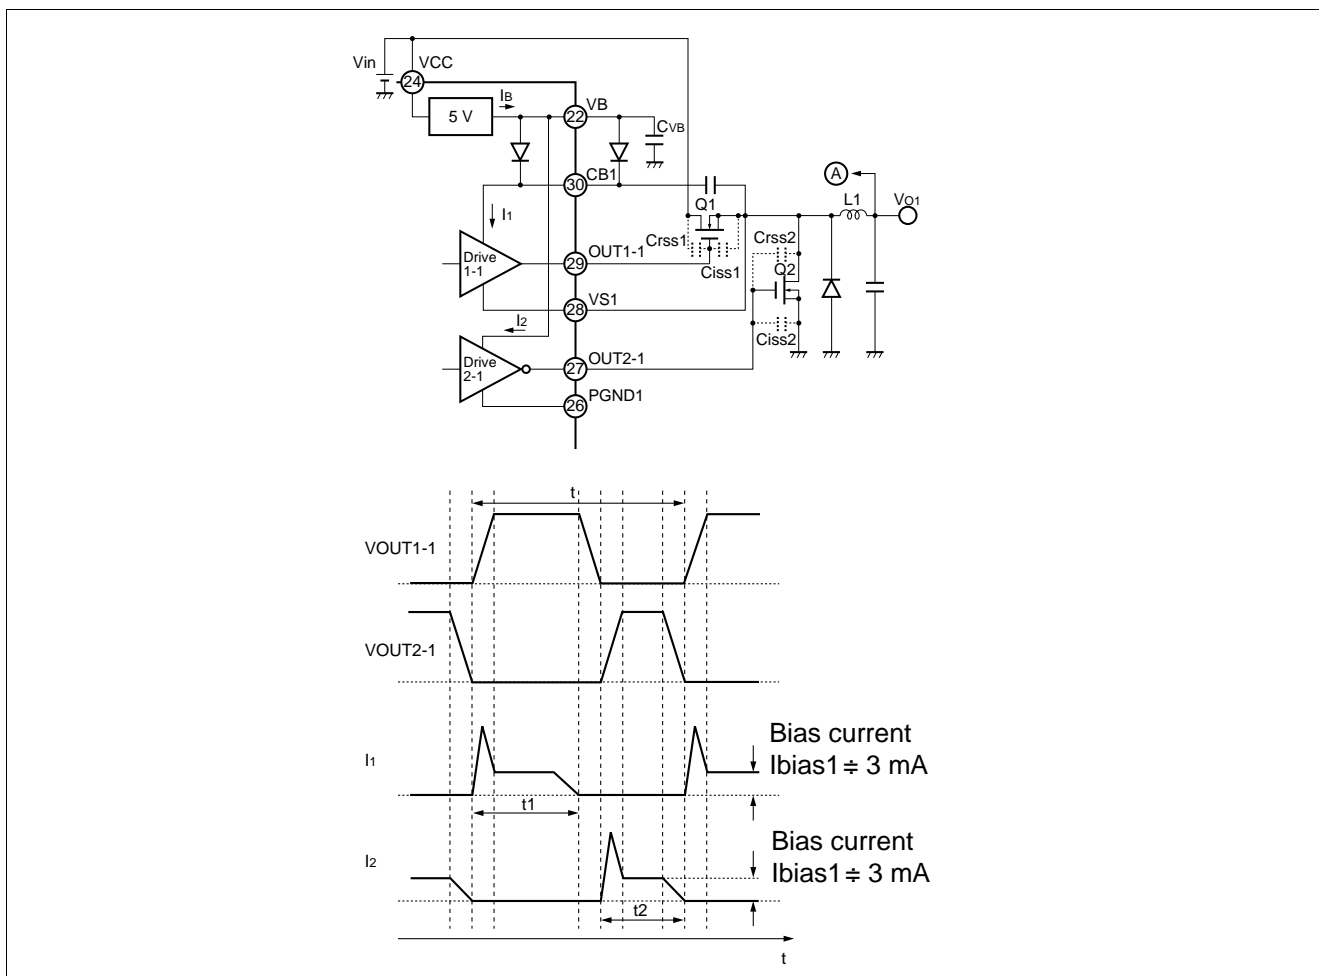 Vin
VCC
24
IB
VB
5 V
22
CVB
CB1
30
A
Q1
L1
VO1
I1
Crss1
Crss2
OUT1-1
Drive
1-1
29
Ciss1
Q2
VS1
28
I2
Ciss2
OUT2-1
Drive
2-1
27
PGND1
26
t
VOUT1-1
VOUT2-1
Bias current
I1
Ibias1 ≑ 3 mA
t1
Bias current
I2
Ibias1 ≑ 3 mA
t2
t